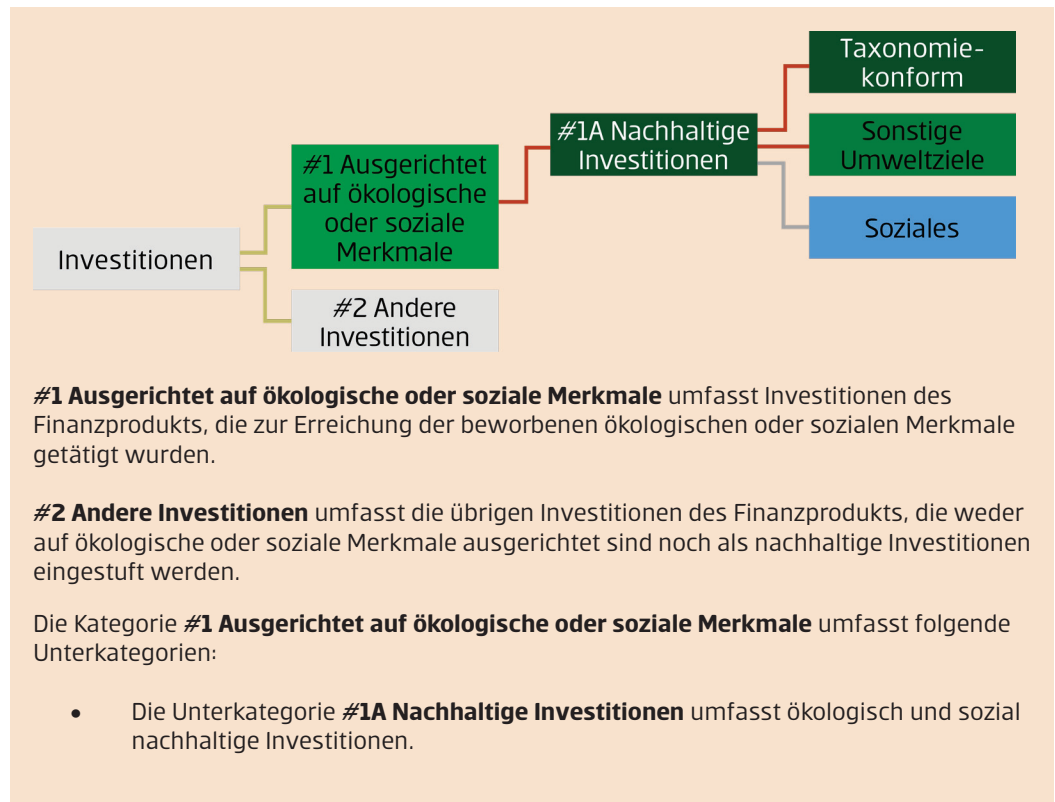 Taxonomie-
konform
#1A Nachhaltige
Investitionen
Sonstige
Umweltziele
#1 Ausgerichtet
auf ökologische
oder soziale
Merkmale
Soziales
Investitionen
#2 Andere
Investitionen
#1 Ausgerichtet auf ökologische oder soziale Merkmale umfasst Investitionen des
Finanzprodukts, die zur Erreichung der beworbenen ökologischen oder sozialen Merkmale
getätigt wurden.
#2 Andere Investitionen umfasst die übrigen Investitionen des Finanzprodukts, die weder
auf ökologische oder soziale Merkmale ausgerichtet sind noch als nachhaltige Investitionen
eingestuft werden.
Die Kategorie #1 Ausgerichtet auf ökologische oder soziale Merkmale umfasst folgende
Unterkategorien:
• Die Unterkategorie #1A Nachhaltige Investitionen umfasst ökologisch und sozial
nachhaltige Investitionen.